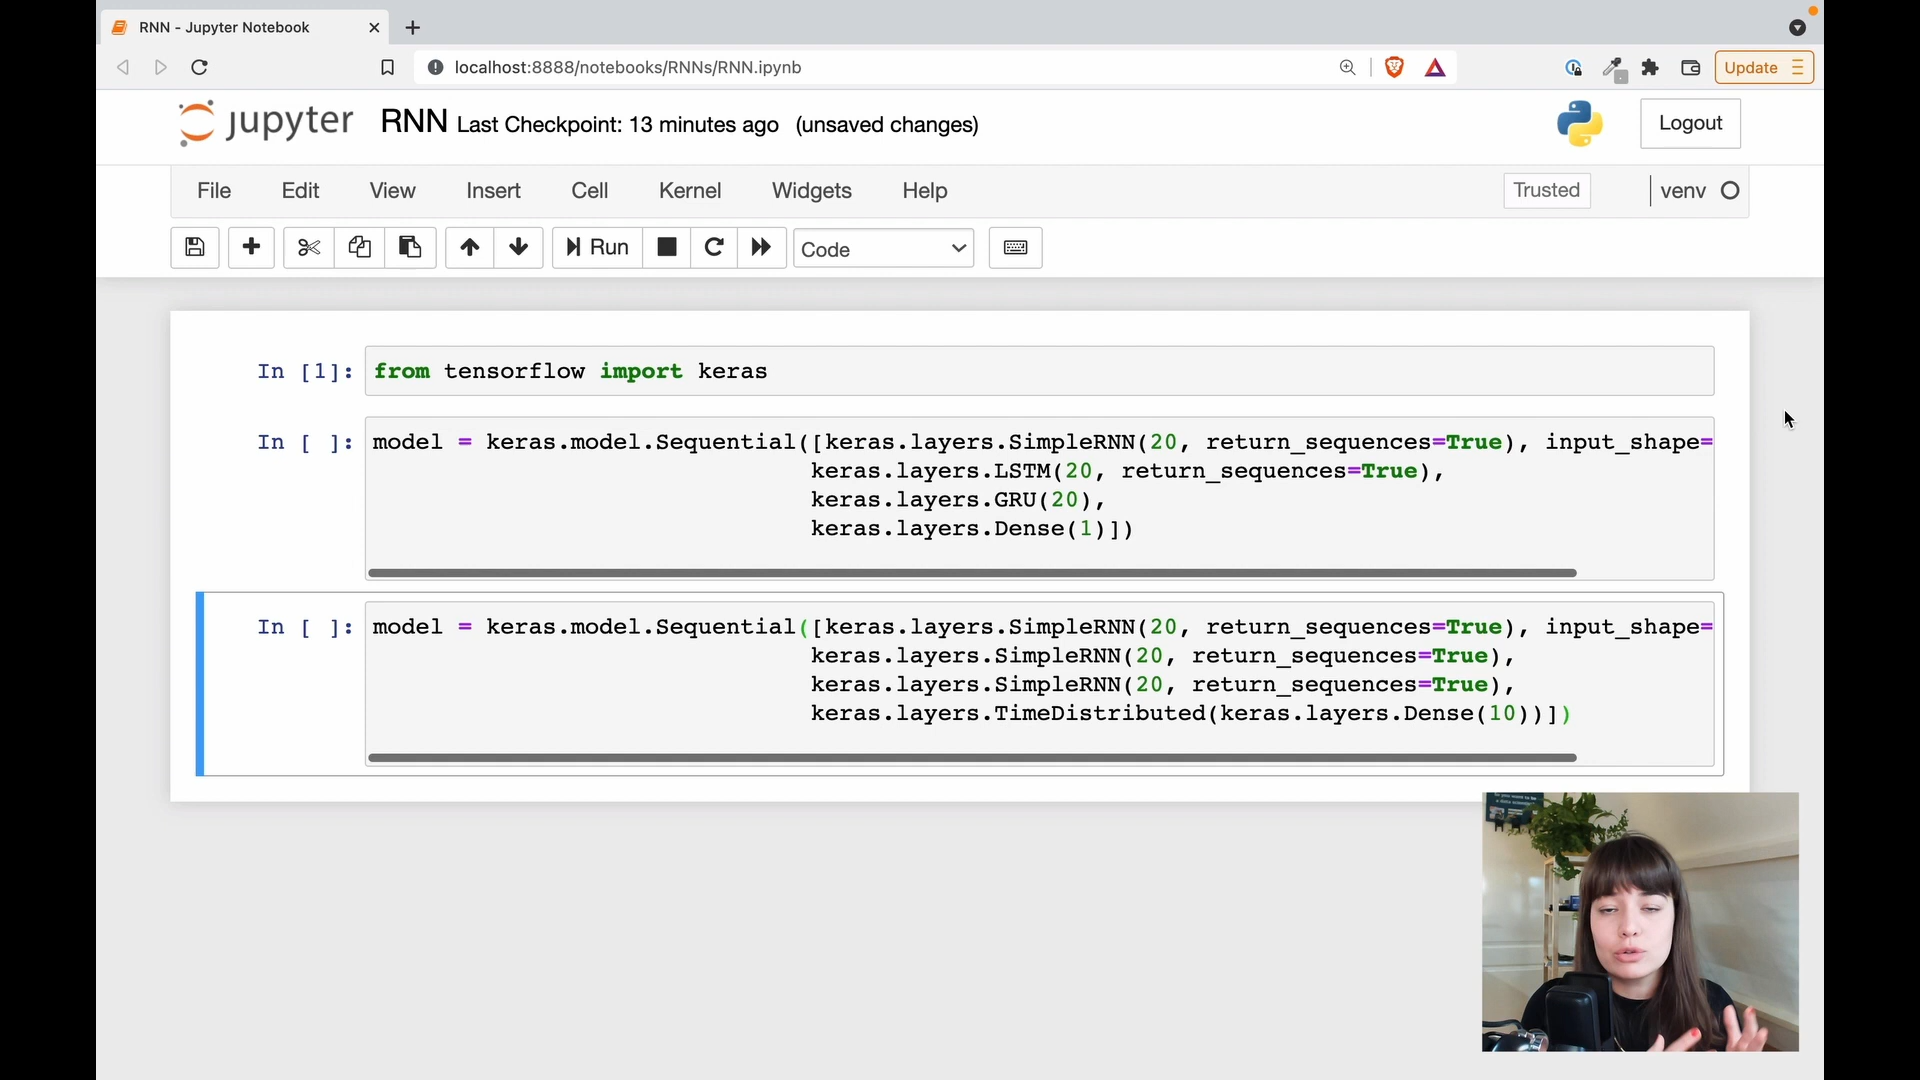 RNN - Jupyter Notebook
localhost:8888/notebooks/RNNs/RNN.ipynb
Update
jupyter RNN Last Checkpoint: 13 minutes ago (unsaved changes)
Logout
File Edit View Insert Cell Kernel Widgets Help Trusted venv
Run Code
In [1]: from tensorflow import keras
In [ ]: model = keras.model.Sequential([keras.layers.SimpleRNN(20, return_sequences=True), input_shape=
keras.layers.LSTM(20, return_sequences=True),
keras.layers.GRU(20),
keras.layers.Dense(1)])
In [ ]: model = keras.model.Sequential([keras.layers.SimpleRNN(20, return_sequences=True), input_shape=
keras.layers.SimpleRNN(20, return_sequences=True),
keras.layers.SimpleRNN(20, return_sequences=True),
keras.layers.TimeDistributed(keras.layers.Dense(10))])